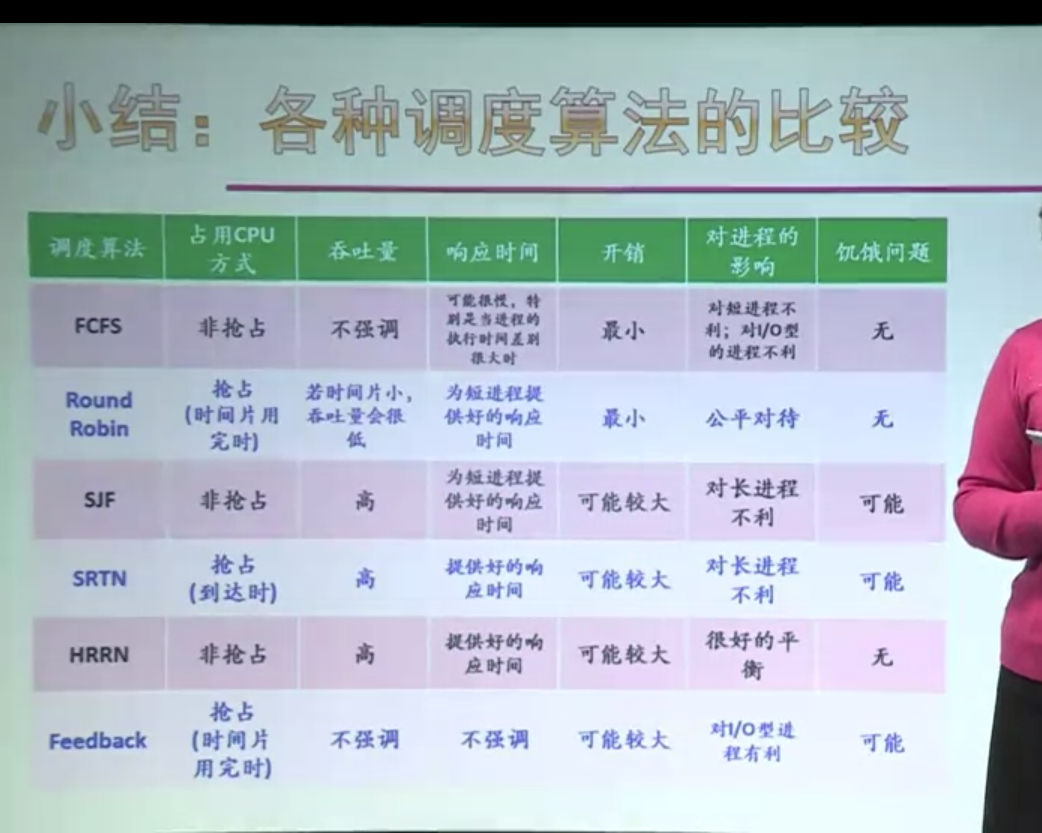 小结：各种调度算法的比较
调度算法 占用CPU方式 吞吐量 响应时间 开销 对进程的影响 饥饿问题
FCFS 非抢占 不强调 可能很慢，特别是当进程的执行时间差别很大时 最小 对短进程不利；对I/O型的进程不利 无
Round Robin 抢占(时间片用完时) 若时间片小，吞吐量会很低 为短进程提供好的响应时间 最小 公平对待 无
SJF 非抢占 高 为短进程提供好的响应时间 可能较大 对长进程不利 可能
SRTN 抢占(到达时) 高 提供好的响应时间 可能较大 对长进程不利 可能
HRRN 非抢占 高 提供好的响应时间 可能较大 很好的平衡 无
Feedback 抢占(时间片用完时) 不强调 不强调 可能较大 对I/O型进程有利 可能